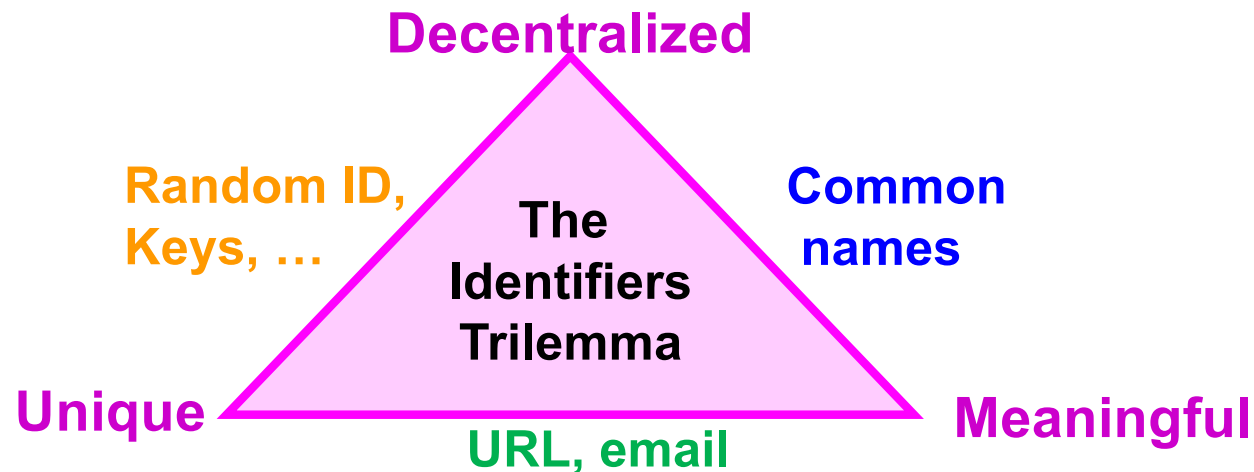 Decentralized
Random ID,
Keys, …
Common
names
The
Identifiers
Trilemma
Unique
Meaningful
URL, email